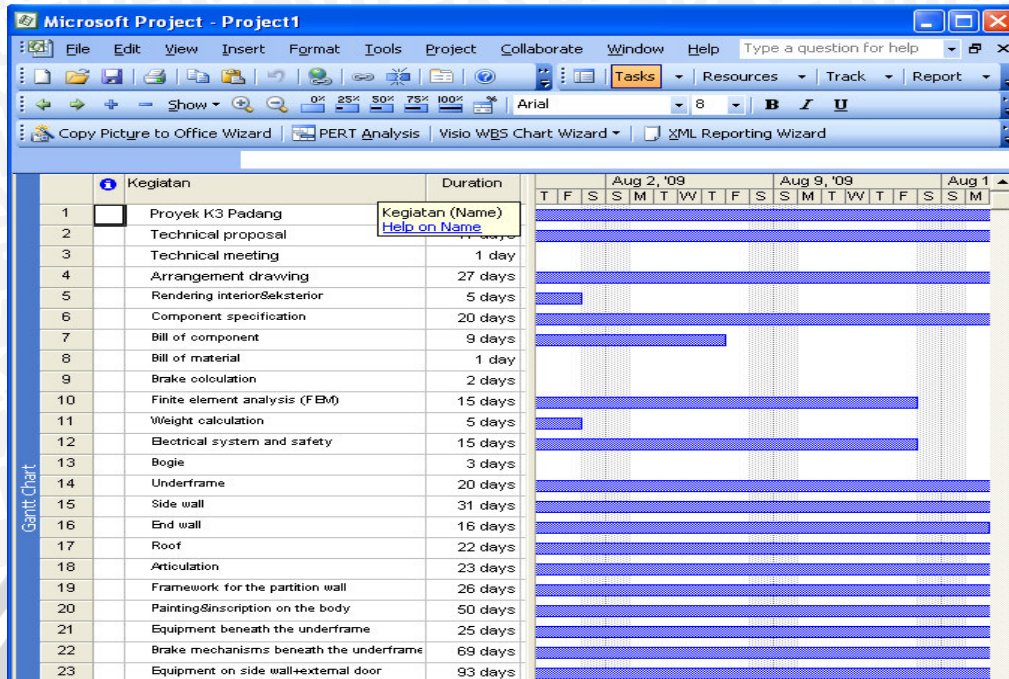 Microsoft Project - Project1
File Edit View Insert Format Tools Project Collaborate Window Help Type a question for help
Tasks Resources Track Report
Show 0% 25% 50% 75% 100% Arial 8 B I U
Copy Picture to Office Wizard PERT Analysis Visio WBS Chart Wizard XML Reporting Wizard
Kegiatan Duration Aug 2, '09 Aug 9, '09 Aug 1
T F S S M T W T F S S M T W T F S S M
1 Proyek K3 Padang Kegiatan (Name)
Help on Name
2 Technical proposal
3 Technical meeting 1 day
4 Arrangement drawing 27 days
5 Rendering interior&eksterior 5 days
6 Component specification 20 days
7 Bill of component 9 days
8 Bill of material 1 day
9 Brake colculation 2 days
10 Finite element analysis (FEM) 15 days
11 Weight calculation 5 days
12 Electrical system and safety 15 days
13 Bogie 3 days
14 Underframe 20 days
15 Side wall 31 days
16 End wall 16 days
17 Roof 22 days
18 Articulation 23 days
19 Framework for the partition wall 26 days
20 Painting&inscription on the body 50 days
21 Equipment beneath the underframe 25 days
22 Brake mechanisms beneath the underframe 69 days
23 Equipment on side wall+external door 93 days
Gantt Chart